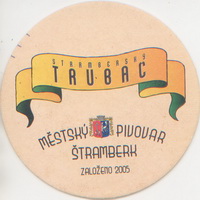 ŠTRAMBERSKÝ
TRUBAČ
MĚSTSKÝ PIVOVAR
ŠTRAMBERK
ZALOŽENO 2005